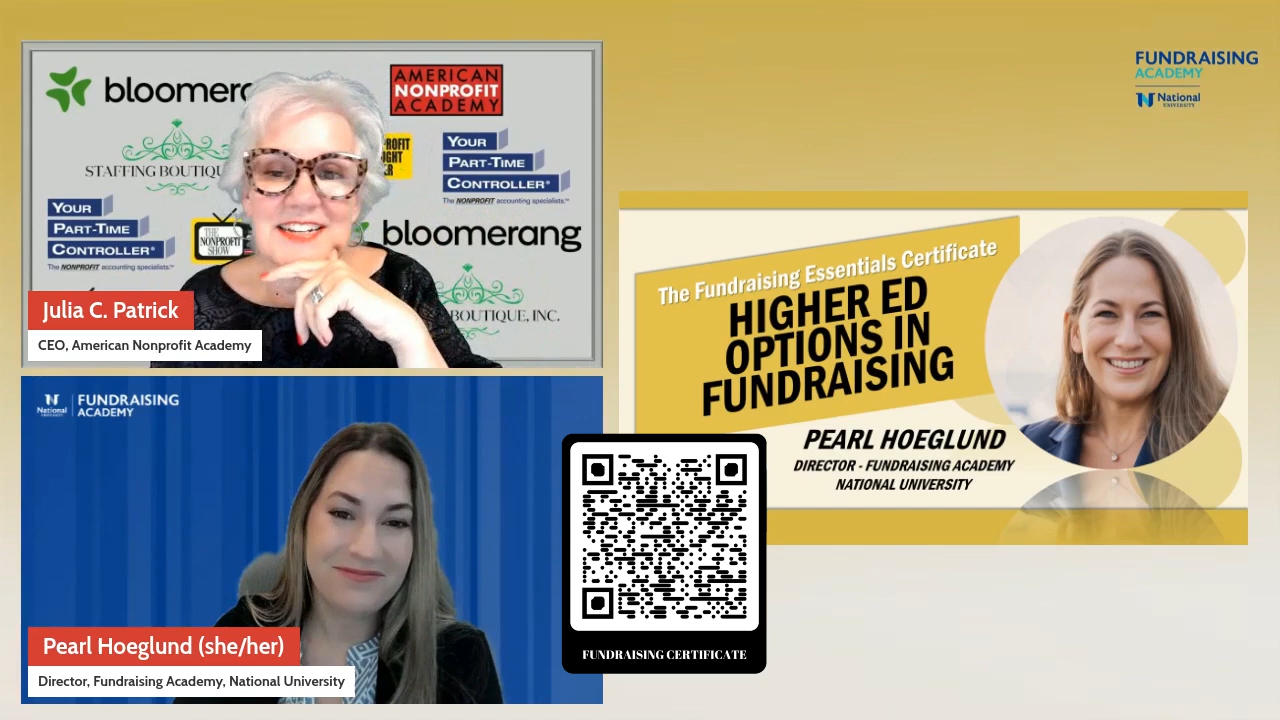 bloomerang
AMERICAN
NONPROFIT
ACADEMY
STAFFING BOUTIQUE
YOUR
PART-TIME
CONTROLLER®
The NONPROFIT accounting specialists.™
YOUR
PART-TIME
CONTROLLER®
The NONPROFIT accounting specialists.™
THE
NONPROFIT
SHOW
bloomerang
BOUTIQUE, INC.
Julia C. Patrick
CEO, American Nonprofit Academy
National
UNIVERSITY
FUNDRAISING
ACADEMY
Pearl Hoeglund (she/her)
Director, Fundraising Academy, National University
FUNDRAISING
ACADEMY
National
UNIVERSITY
The Fundraising Essentials Certificate
HIGHER ED
OPTIONS IN
FUNDRAISING
PEARL HOEGLUND
DIRECTOR - FUNDRAISING ACADEMY
NATIONAL UNIVERSITY
FUNDRAISING CERTIFICATE